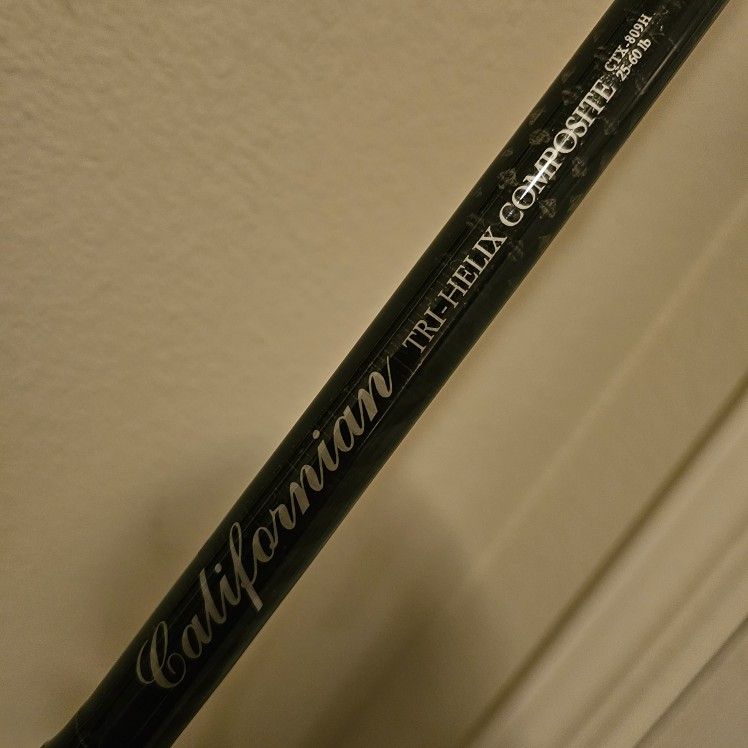 Californian TRI-HELIX COMPOSITE CTX-809H
25-60 lb